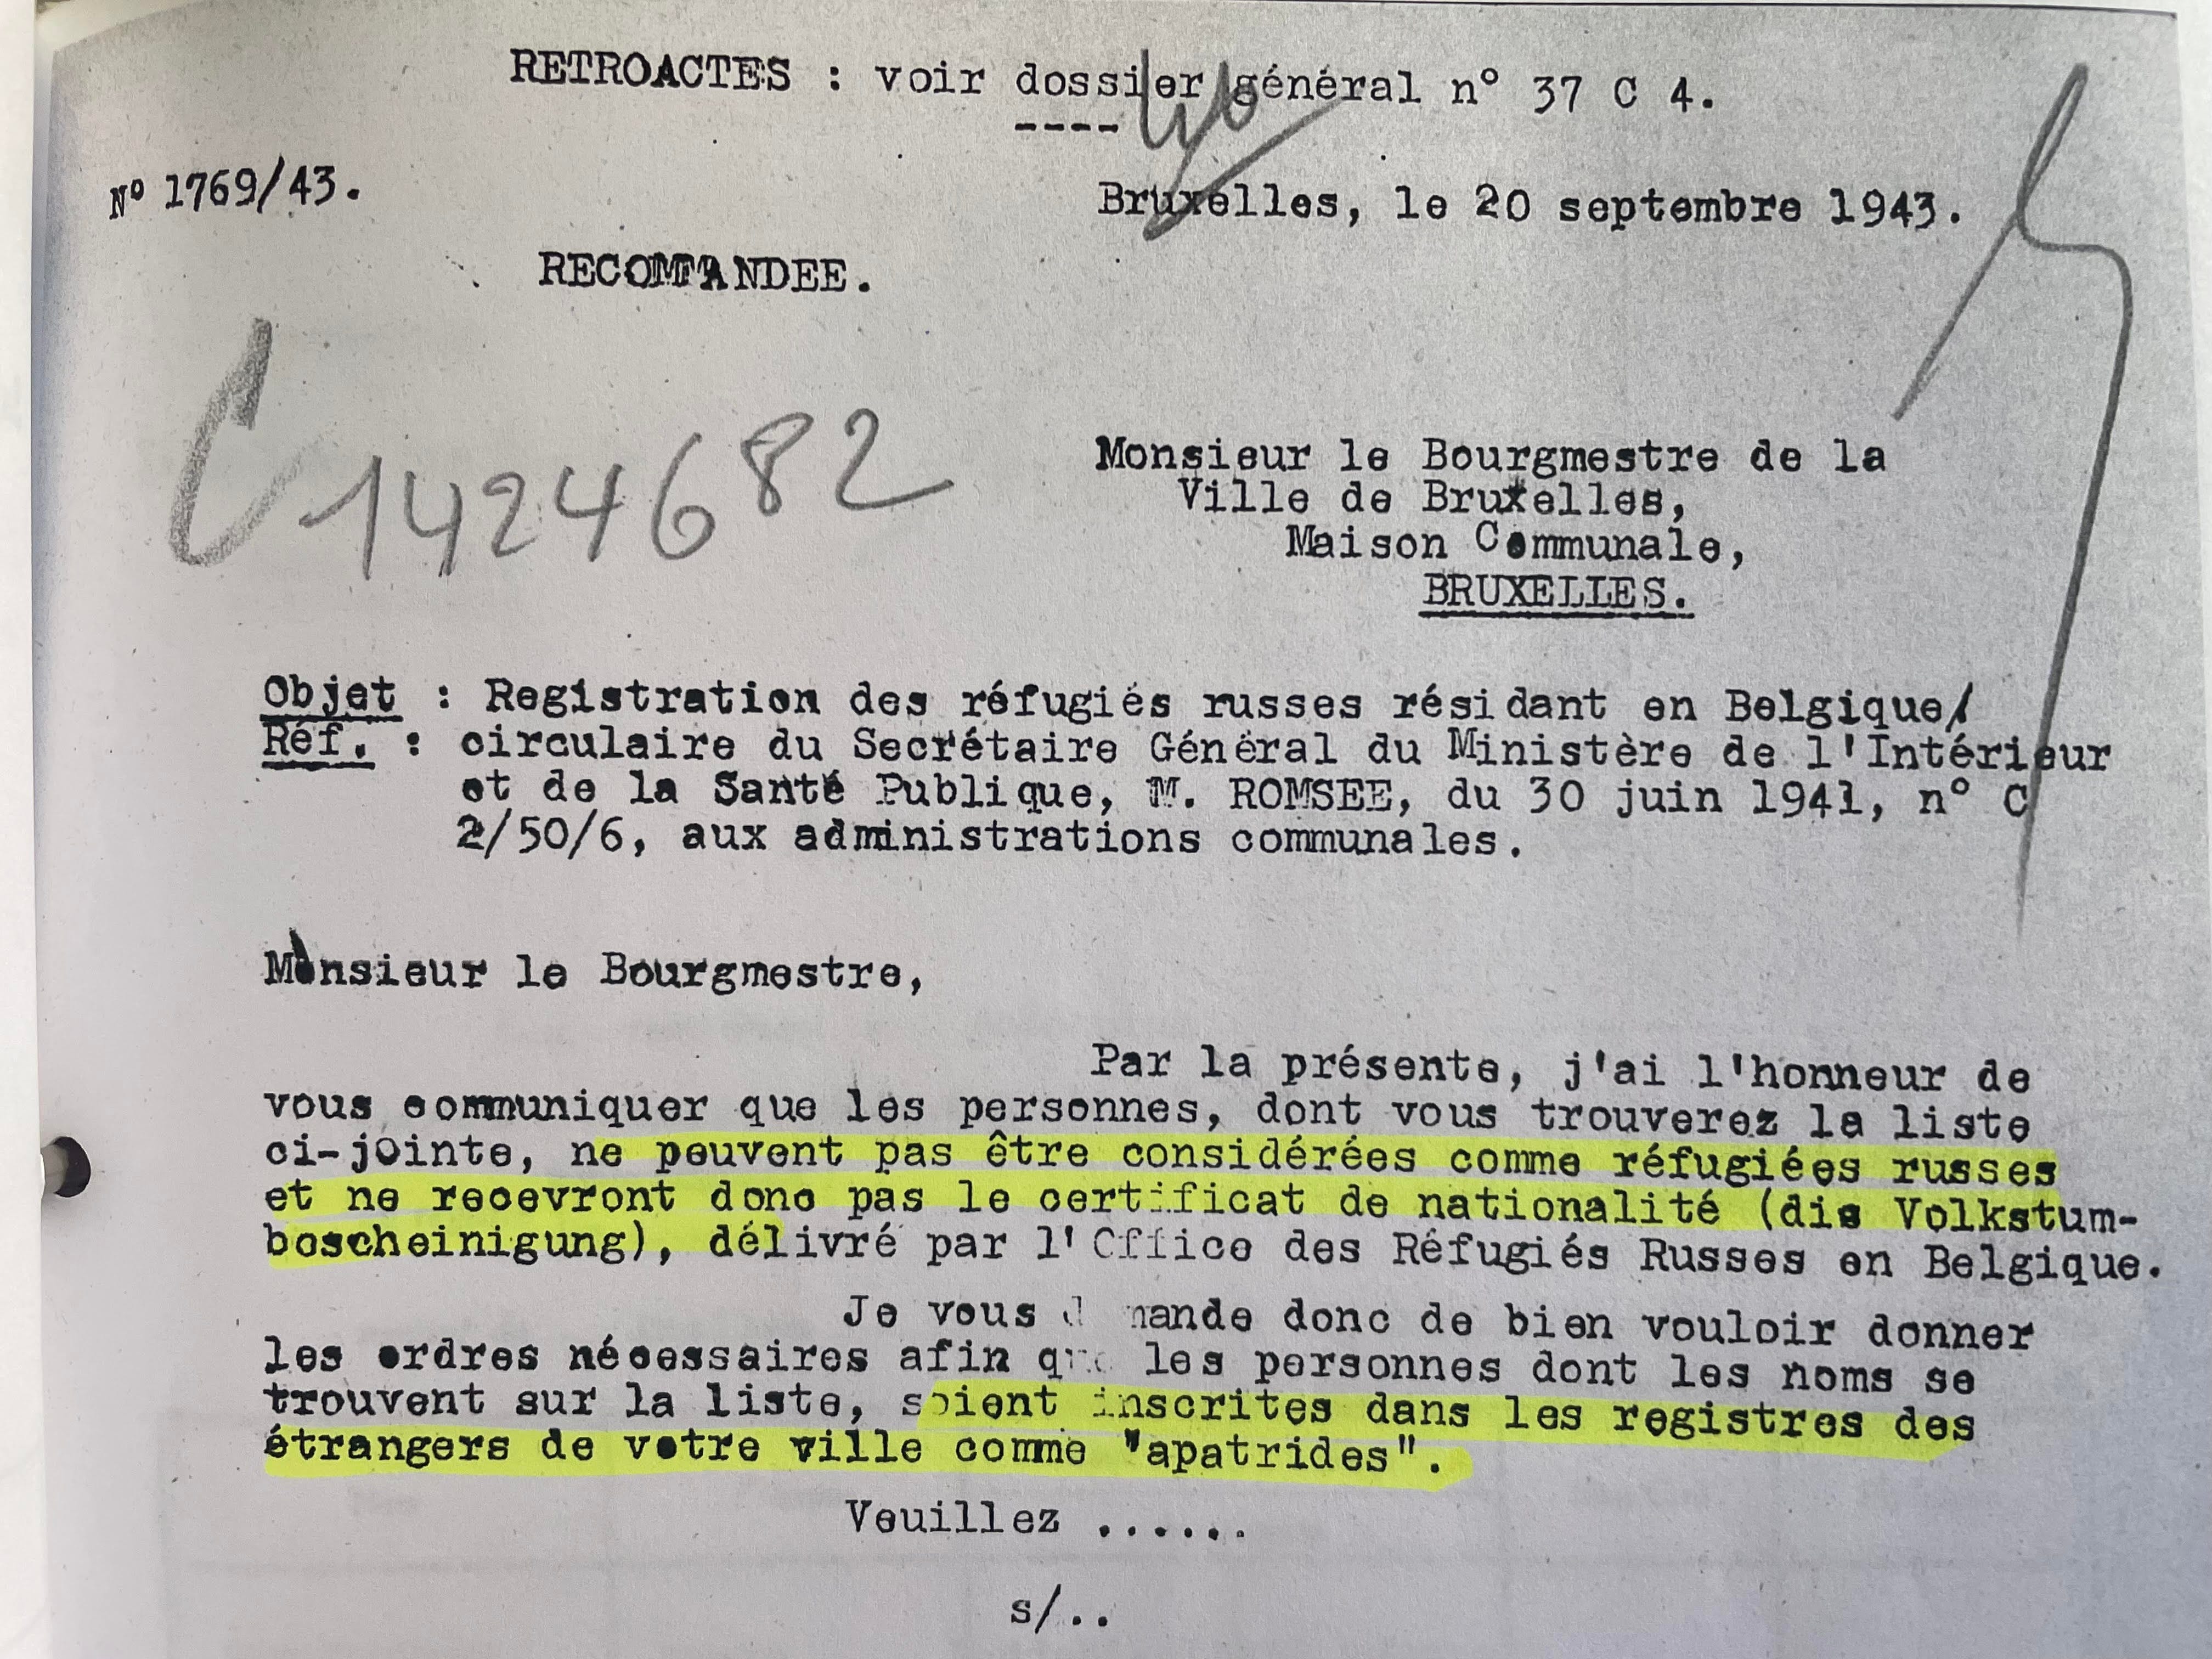 RETROACTES : voir dossier général n° 37 C 4.
----
N° 1769/43.
Bruxelles, le 20 septembre 1943.
RECOMMANDEE.
C1424682
Monsieur le Bourgmestre de la
Ville de Bruxelles,
Maison Communale,
BRUXELLES.
Objet : Registration des réfugiés russes résidant en Belgique/
Réf. : circulaire du Secrétaire Général du Ministère de l'Intérieur
et de la Santé Publique, M. ROMSEE, du 30 juin 1941, n° C
2/50/6, aux administrations communales.
Monsieur le Bourgmestre,
Par la présente, j'ai l'honneur de
vous communiquer que les personnes, dont vous trouverez la liste
ci-jointe, ne peuvent pas être considérées comme réfugiées russes
et ne recevront donc pas le certificat de nationalité (die Volkstum-
bescheinigung), délivré par l'Office des Réfugiés Russes en Belgique.
Je vous demande donc de bien vouloir donner
les ordres nécessaires afin que les personnes dont les noms se
trouvent sur la liste, soient inscrites dans les registres des
étrangers de votre ville comme "apatrides".
Veuillez ......
s/..